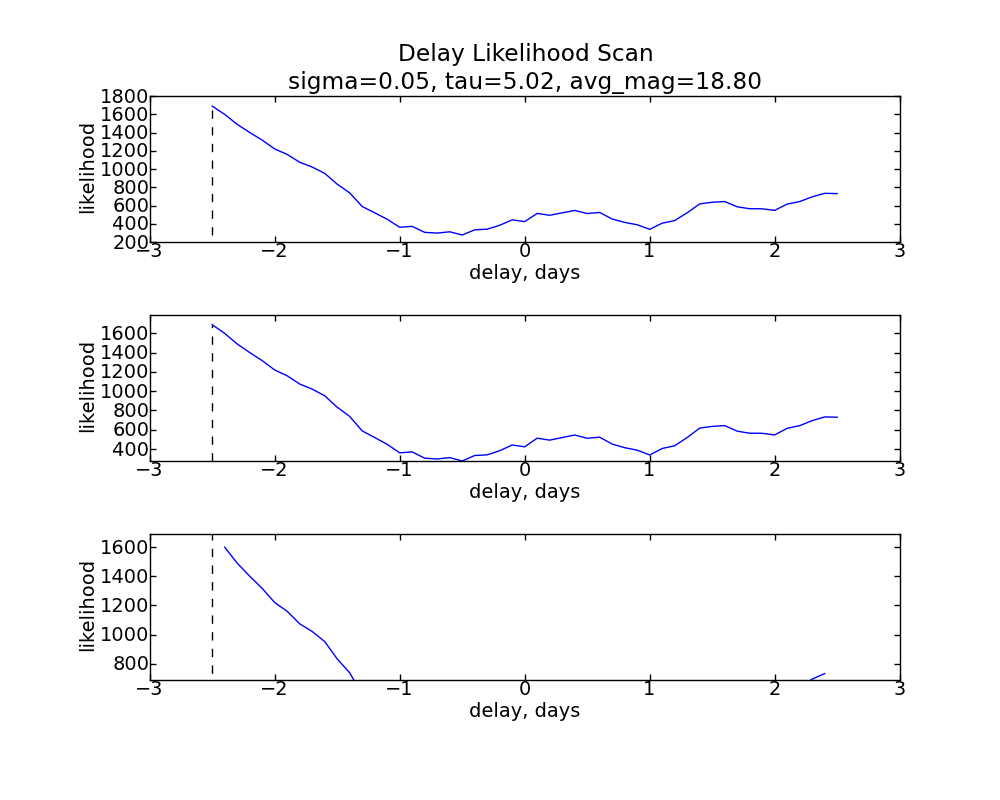 Delay Likelihood Scan
sigma=0.05, tau=5.02, avg_mag=18.80
1800
1600
1400
1200
1000
800
600
400
200
likelihood
−3 −2 −1 0 1 2 3
delay, days
1600
1400
1200
1000
800
600
400
likelihood
−3 −2 −1 0 1 2 3
delay, days
1600
1400
1200
1000
800
likelihood
−3 −2 −1 0 1 2 3
delay, days